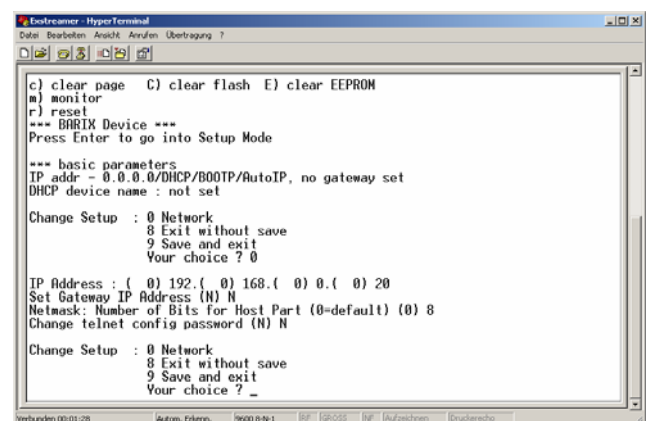 Exstreamer - HyperTerminal
Datei Bearbeiten Ansicht Anrufen Übertragung ?
c) clear page C) clear flash E) clear EEPROM
m) monitor
r) reset
*** BARIX Device ***
Press Enter to go into Setup Mode
*** basic parameters
IP addr - 0.0.0.0/DHCP/BOOTP/AutoIP, no gateway set
DHCP device name : not set
Change Setup : 0 Network
8 Exit without save
9 Save and exit
Your choice ? 0
IP Address : ( 0) 192.( 0) 168.( 0) 0.( 0) 20
Set Gateway IP Address (N) N
Netmask: Number of Bits for Host Part (0=default) (0) 8
Change telnet config password (N) N
Change Setup : 0 Network
8 Exit without save
9 Save and exit
Your choice ? _
Verbunden 00:01:28 Autom. Erkenn. 9600 8-N-1 RF GROSS NF Aufzeichnen Druckerecho